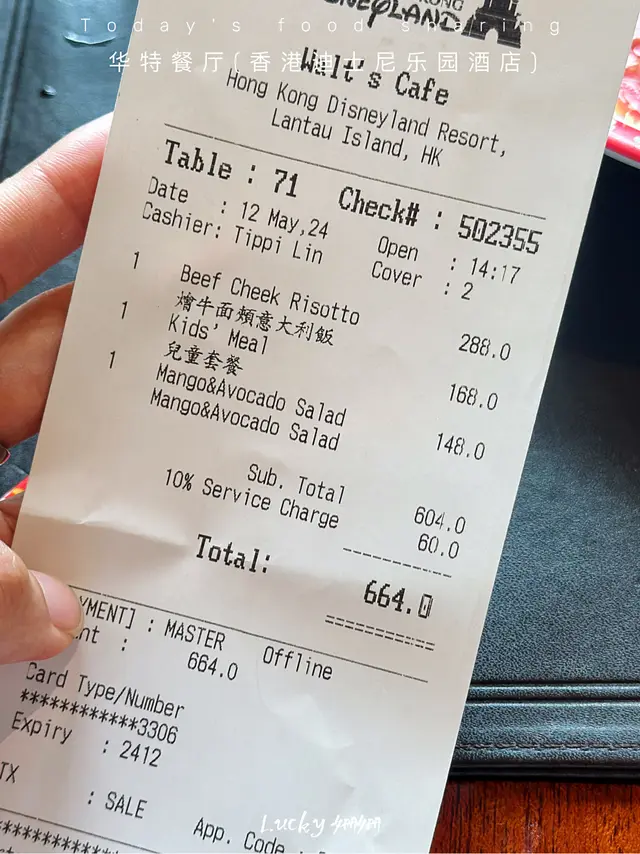 Today's food sharing
华特餐厅(香港迪士尼乐园酒店)
DISNEYLAND
Walt's Cafe
Hong Kong Disneyland Resort,
Lantau Island, HK
Table : 71 Check# : 502355
Date : 12 May,24 Open : 14:17
Cashier: Tippi Lin Cover : 2
1 Beef Cheek Risotto 288.0
燴牛面頰意大利飯
1 Kids' Meal 168.0
兒童套餐
1 Mango&Avocado Salad 148.0
Mango&Avocado Salad
Sub. Total 604.0
10% Service Charge 60.0
Total: 664.0
YMENT] : MASTER Offline
nt : 664.0
Card Type/Number
************3306
Expiry : 2412
TX : SALE
App. Code :
Lucky